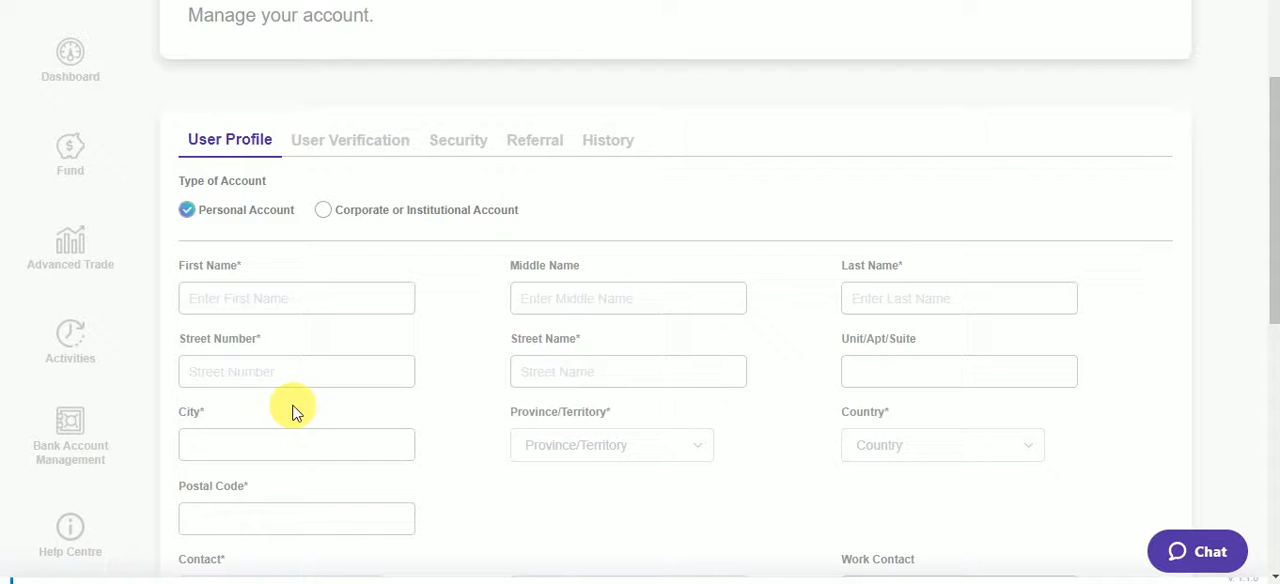 Manage your account.
Dashboard
Fund
Advanced Trade
Activities
Bank Account
Management
Help Centre
User Profile User Verification Security Referral History
Type of Account
Personal Account Corporate or Institutional Account
First Name* Middle Name Last Name*
Enter First Name Enter Middle Name Enter Last Name
Street Number* Street Name* Unit/Apt/Suite
Street Number Street Name
City* Province/Territory* Country*
Province/Territory Country
Postal Code*
Contact* Work Contact
Chat